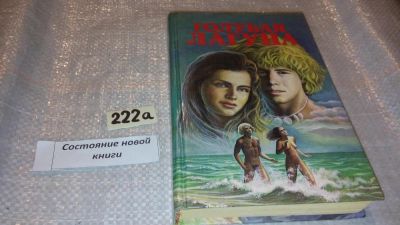 ГОЛУБАЯ
ЛАГУНА
222а
Состояние новой
книги